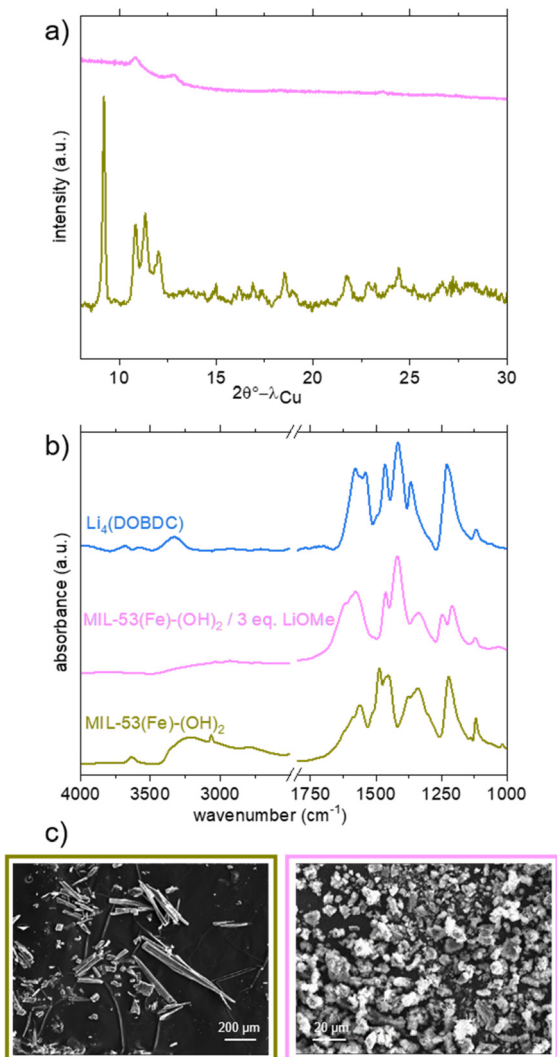 a)
intensity (a.u.)
10 15 20 25 30
2θ°−λCu
b)
absorbance (a.u.)
Li₄(DOBDC)
MIL-53(Fe)-(OH)₂ / 3 eq. LiOMe
MIL-53(Fe)-(OH)₂
4000 3500 3000 1750 1500 1250 1000
wavenumber (cm⁻¹)
c)
200 µm
20 µm